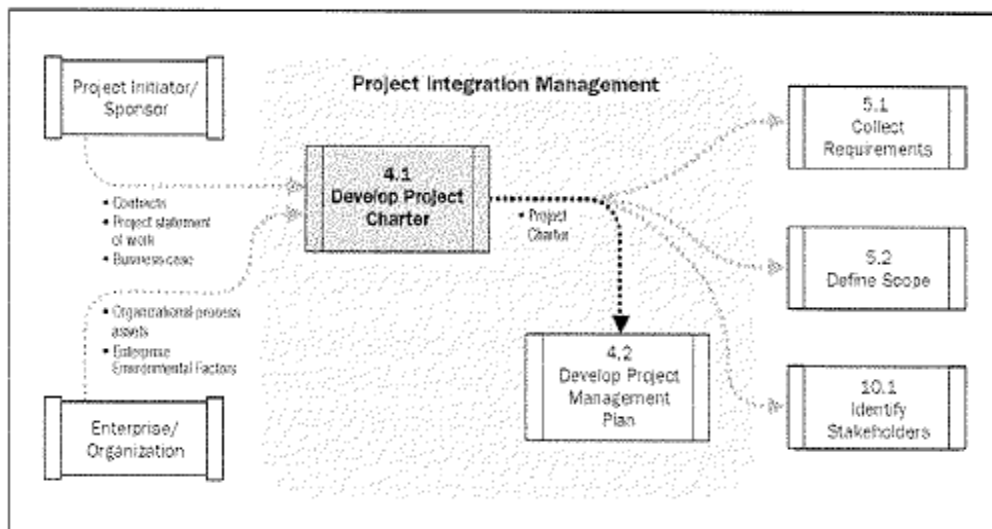 Project Initiator/
Sponsor
Project Integration Management
5.1
Collect
Requirements
4.1
Develop Project
Charter
• Contracts
• Project statement
of work
• Business case
• Project
Charter
5.2
Define Scope
• Organizational process
assets
• Enterprise
Environmental Factors
4.2
Develop Project
Management
Plan
10.1
Identify
Stakeholders
Enterprise/
Organization